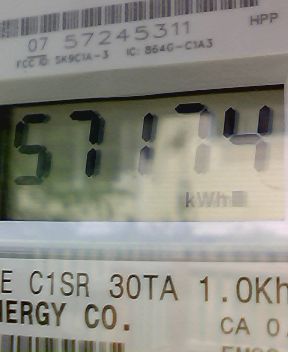 HPP
07 57245311
FCC ID: SK9C1A-3 IC: 864G-C1A3
57174
kWh
E C1SR 30TA 1.0Kh
NERGY CO.
CA 0.